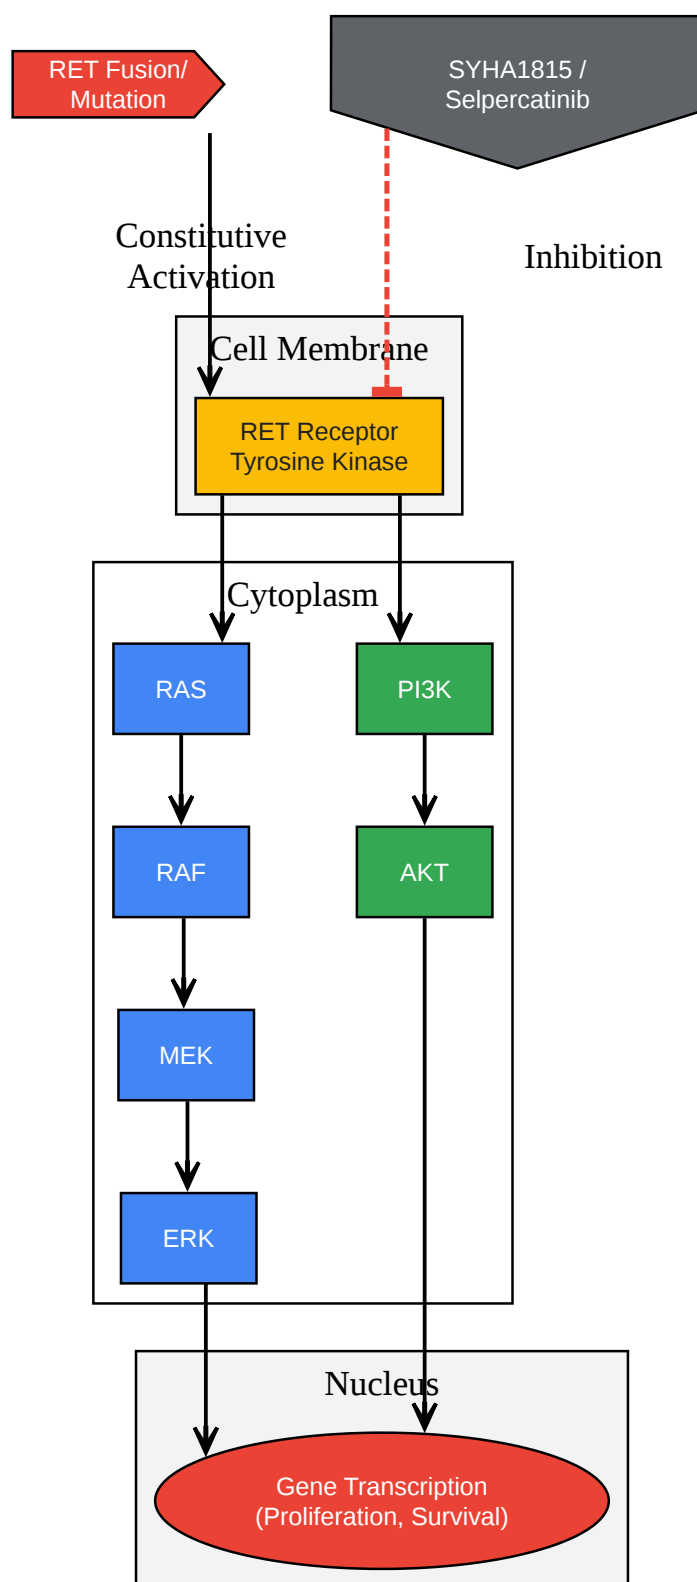 RET Fusion/
Mutation
SYHA1815 /
Selpercatinib
Constitutive
Activation
Inhibition
Cell Membrane
RET Receptor
Tyrosine Kinase
Cytoplasm
RAS
PI3K
RAF
AKT
MEK
ERK
Nucleus
Gene Transcription
(Proliferation, Survival)